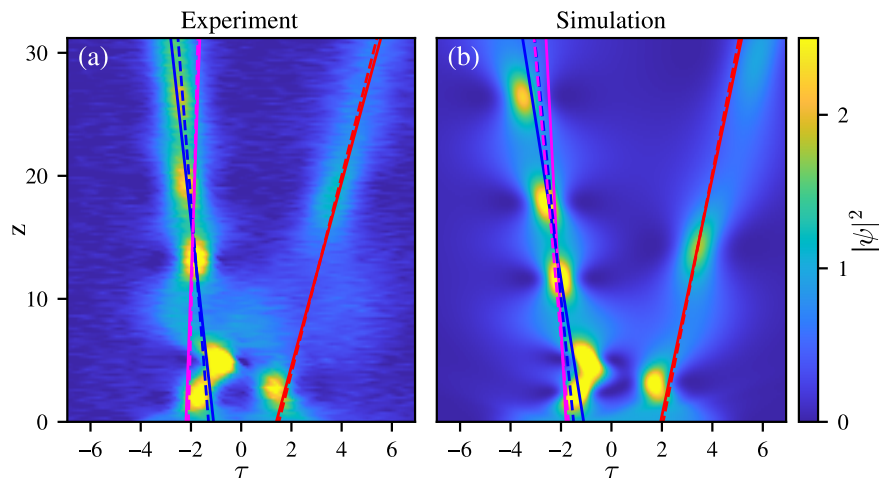 Experiment
Simulation
(a)
(b)
30
20
10
0
z
−6 −4 −2 0 2 4 6
τ
−6 −4 −2 0 2 4 6
τ
2
1
0
|ψ|²